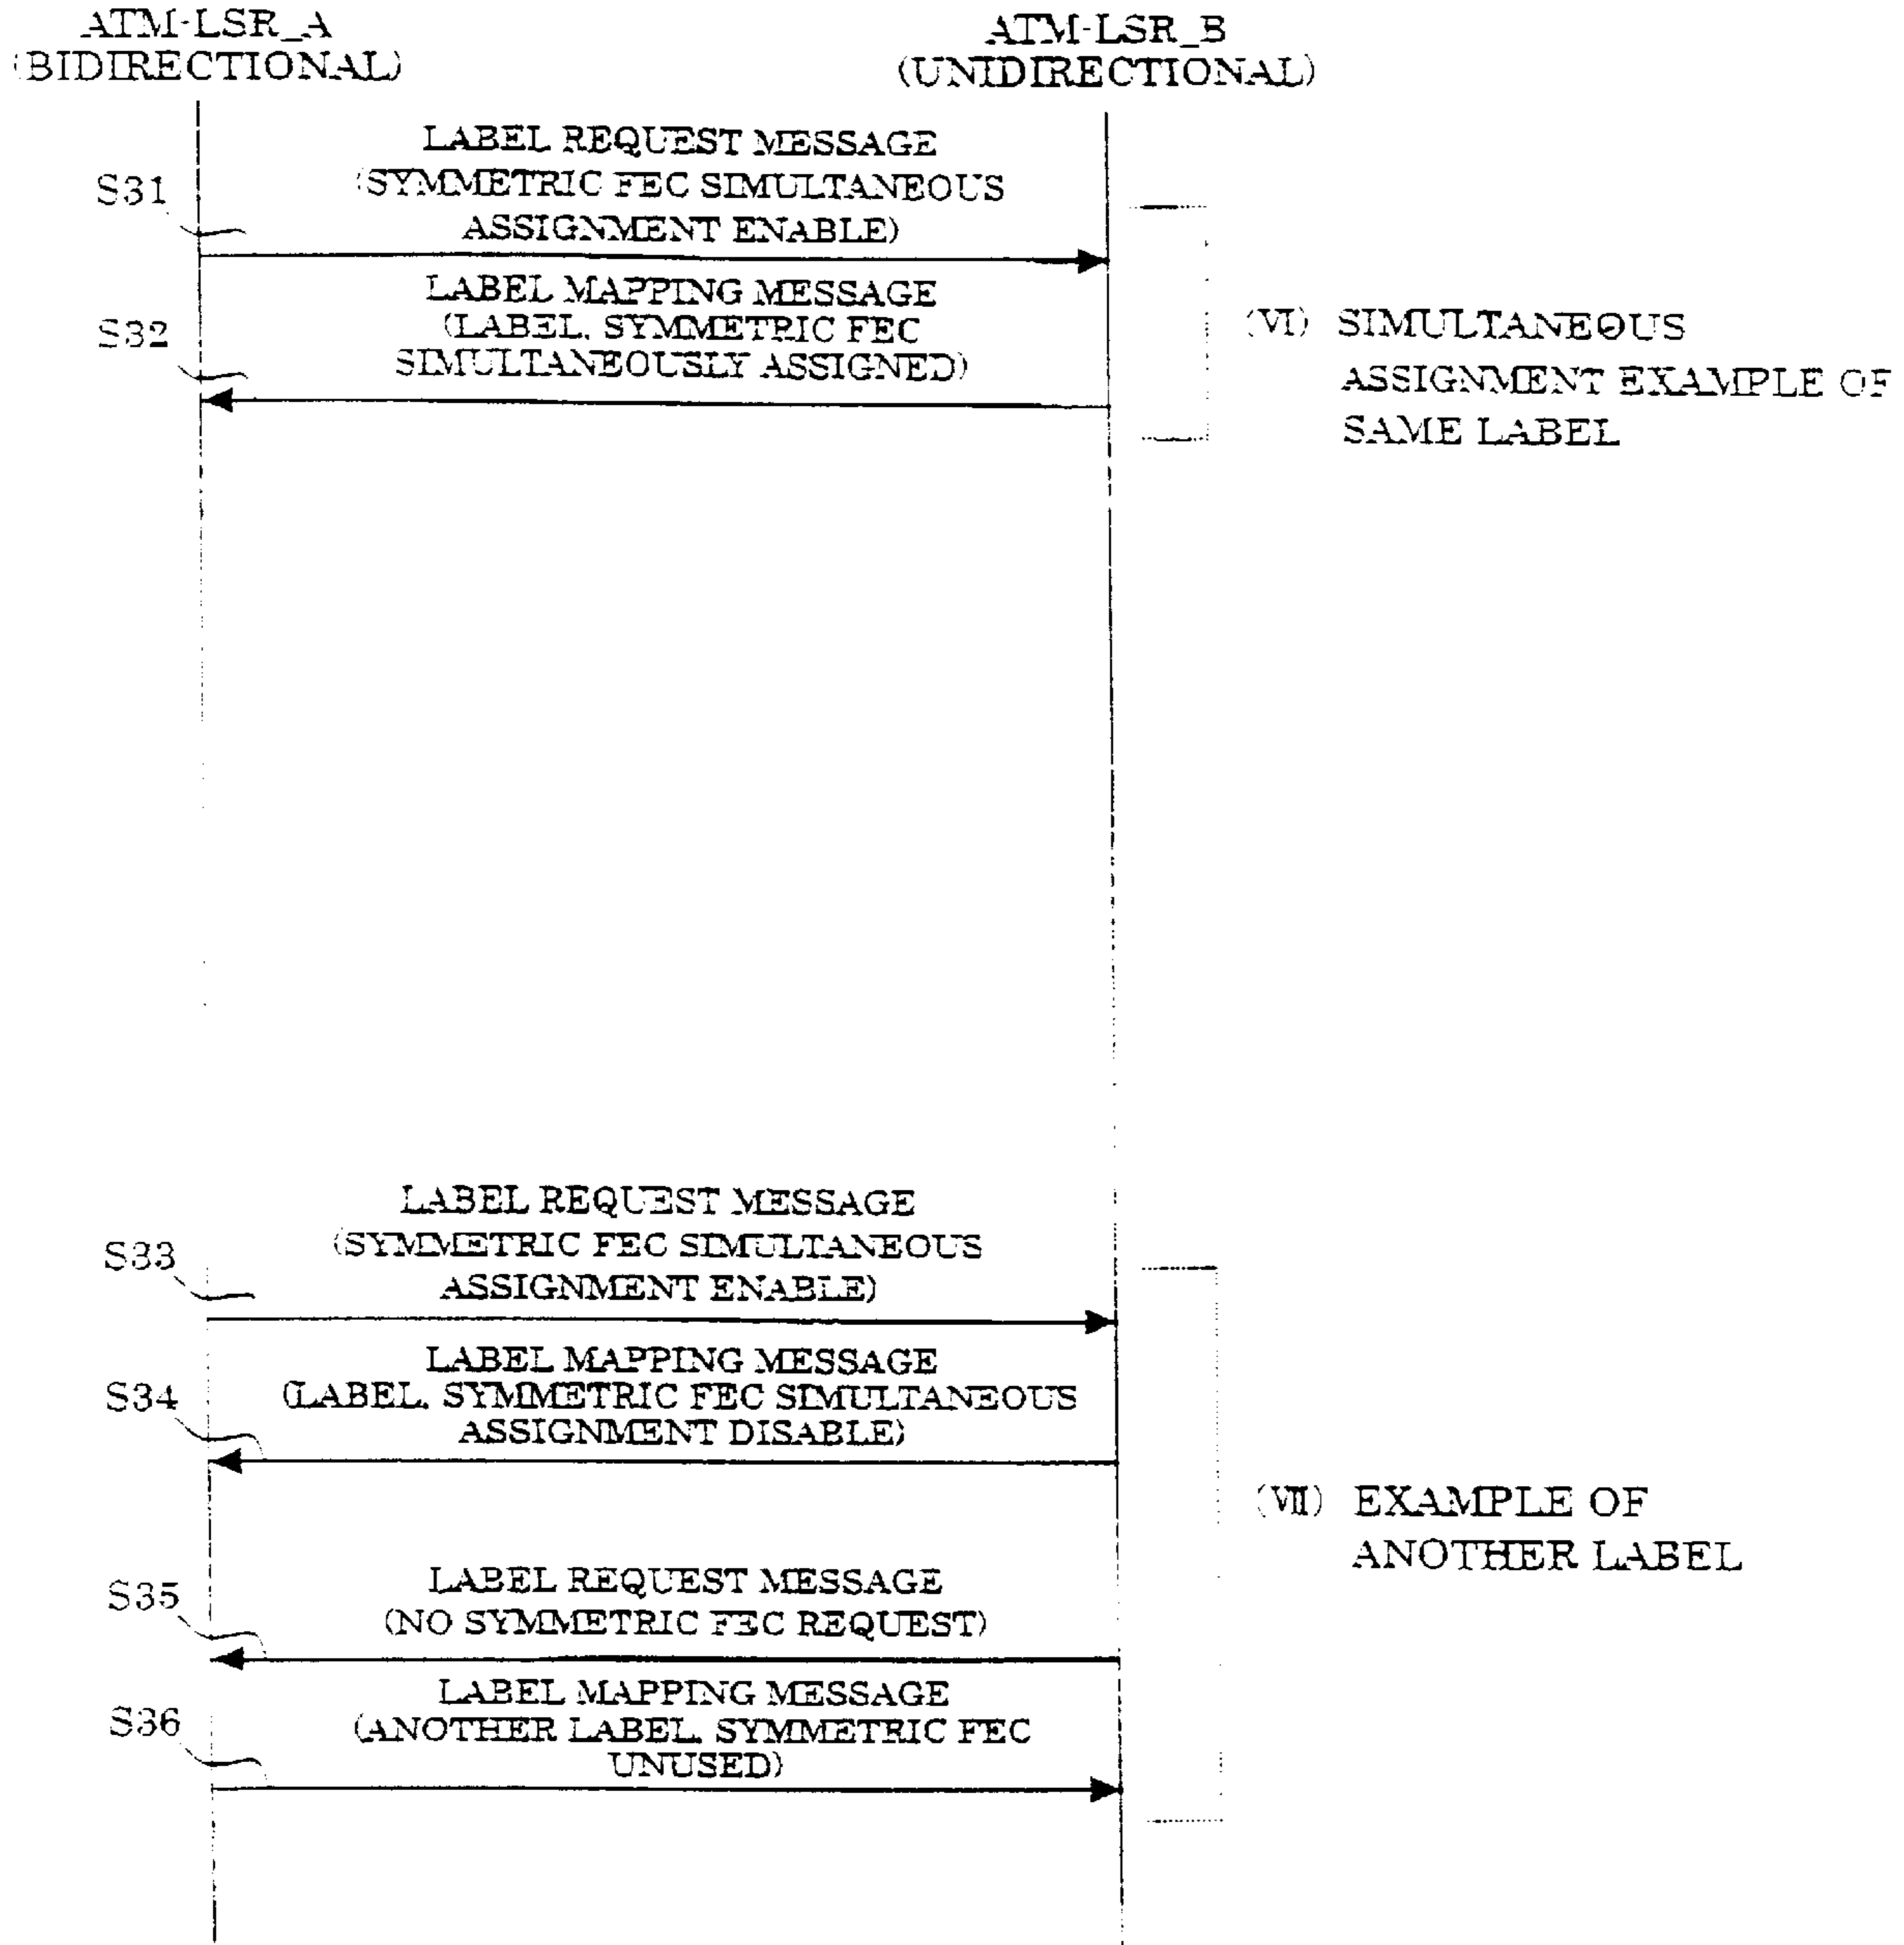 ATM-LSR_A
(BIDIRECTIONAL)
ATM-LSR_B
(UNIDIRECTIONAL)
S31
LABEL REQUEST MESSAGE
(SYMMETRIC FEC SIMULTANEOUS
ASSIGNMENT ENABLE)
S32
LABEL MAPPING MESSAGE
(LABEL, SYMMETRIC FEC
SIMULTANEOUSLY ASSIGNED)
(VI) SIMULTANEOUS
ASSIGNMENT EXAMPLE OF
SAME LABEL
S33
LABEL REQUEST MESSAGE
(SYMMETRIC FEC SIMULTANEOUS
ASSIGNMENT ENABLE)
S34
LABEL MAPPING MESSAGE
(LABEL, SYMMETRIC FEC SIMULTANEOUS
ASSIGNMENT DISABLE)
(VII) EXAMPLE OF
ANOTHER LABEL
S35
LABEL REQUEST MESSAGE
(NO SYMMETRIC FEC REQUEST)
S36
LABEL MAPPING MESSAGE
(ANOTHER LABEL, SYMMETRIC FEC
UNUSED)